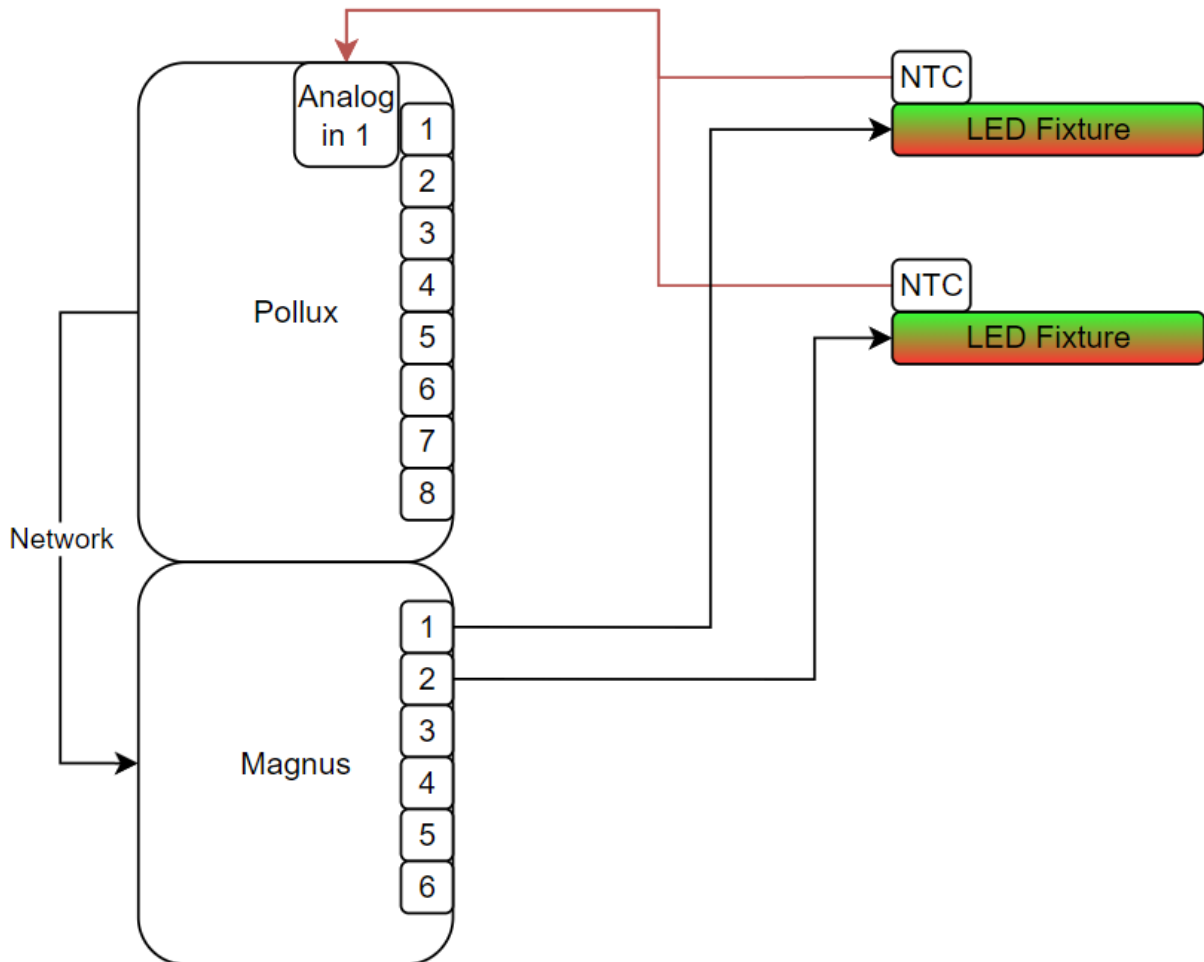 Analog
in 1
1
2
3
4
5
6
7
8
Pollux
Network
Magnus
1
2
3
4
5
6
NTC
LED Fixture
NTC
LED Fixture